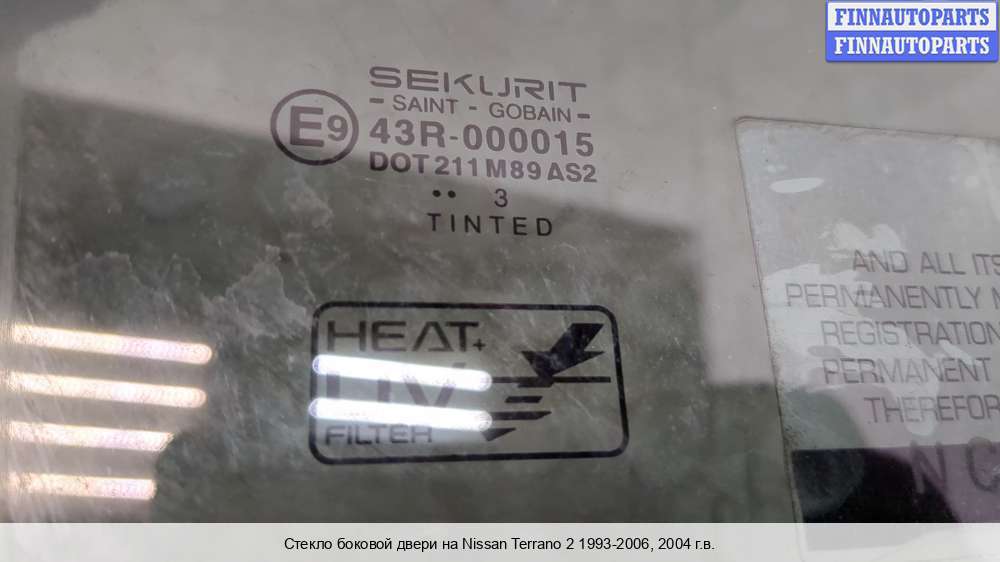 FINNAUTOPARTS
FINNAUTOPARTS
SEKURIT
- SAINT - GOBAIN -
E9
43R-000015
DOT 211 M89 AS2
•• 3
TINTED
HEAT+
UV
FILTER
AND ALL ITS
PERMANENTLY
REGISTRATION
PERMANENT
THEREFOR
Стекло боковой двери на Nissan Terrano 2 1993-2006, 2004 г.в.